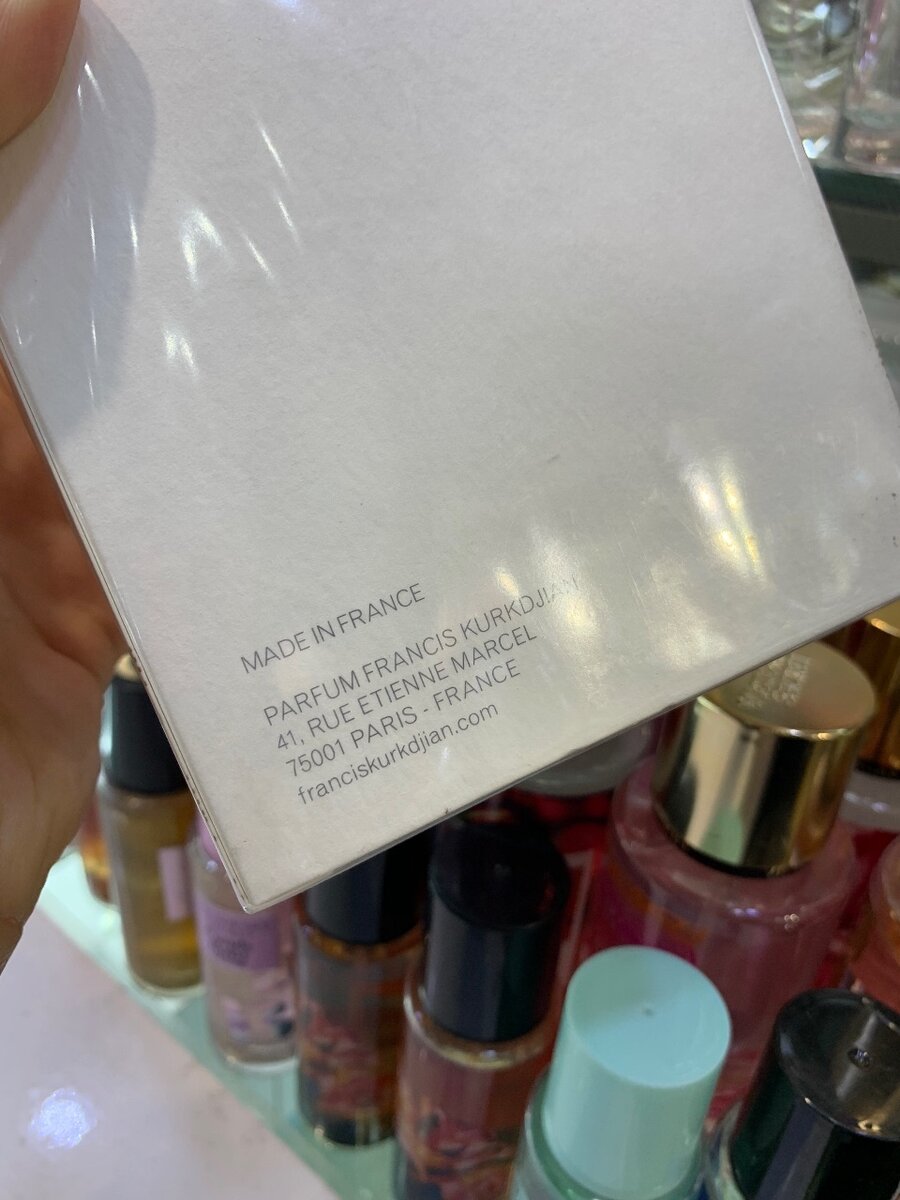 MADE IN FRANCE
PARFUM FRANCIS KURKDJIAN
41, RUE ETIENNE MARCEL
75001 PARIS - FRANCE
franciskurkdjian.com